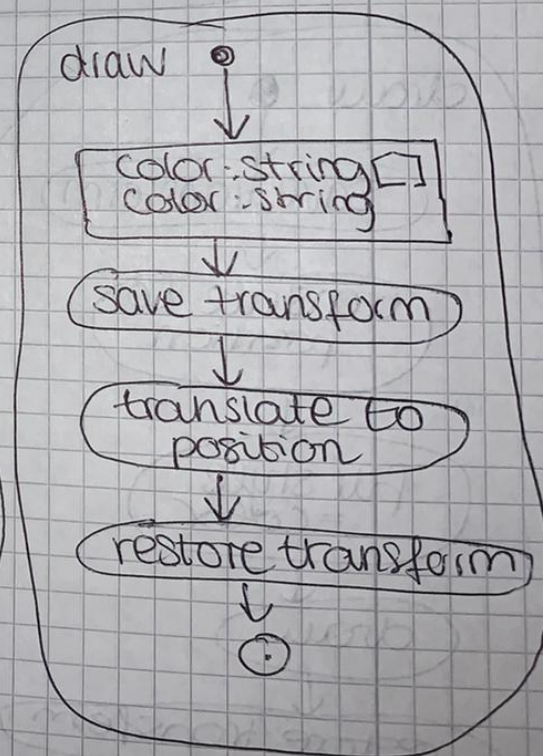 draw
color:string[]
color:string
save transform
translate to
position
restore transform